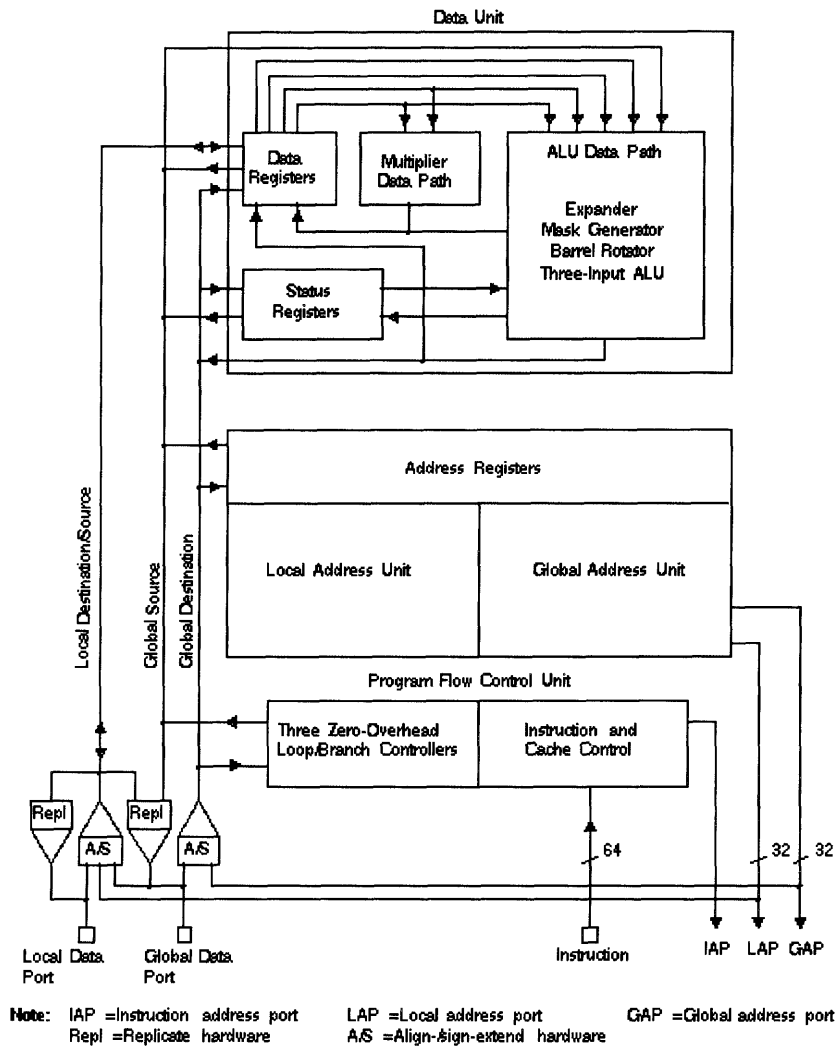 Data Unit
Data
Registers
Multiplier
Data Path
ALU Data Path
Expander
Mask Generator
Barrel Rotator
Three-Input ALU
Status
Registers
Address Registers
Local Destination/Source
Global Source
Global Destination
Local Address Unit
Global Address Unit
Program Flow Control Unit
Three Zero-Overhead
Loop/Branch Controllers
Instruction and
Cache Control
Repl
A/S
Repl
A/S
64
32
32
Local Data
Port
Global Data
Port
Instruction
IAP
LAP
GAP
Note: IAP =Instruction address port LAP =Local address port GAP =Global address port
Repl =Replicate hardware A/S =Align-/sign-extend hardware